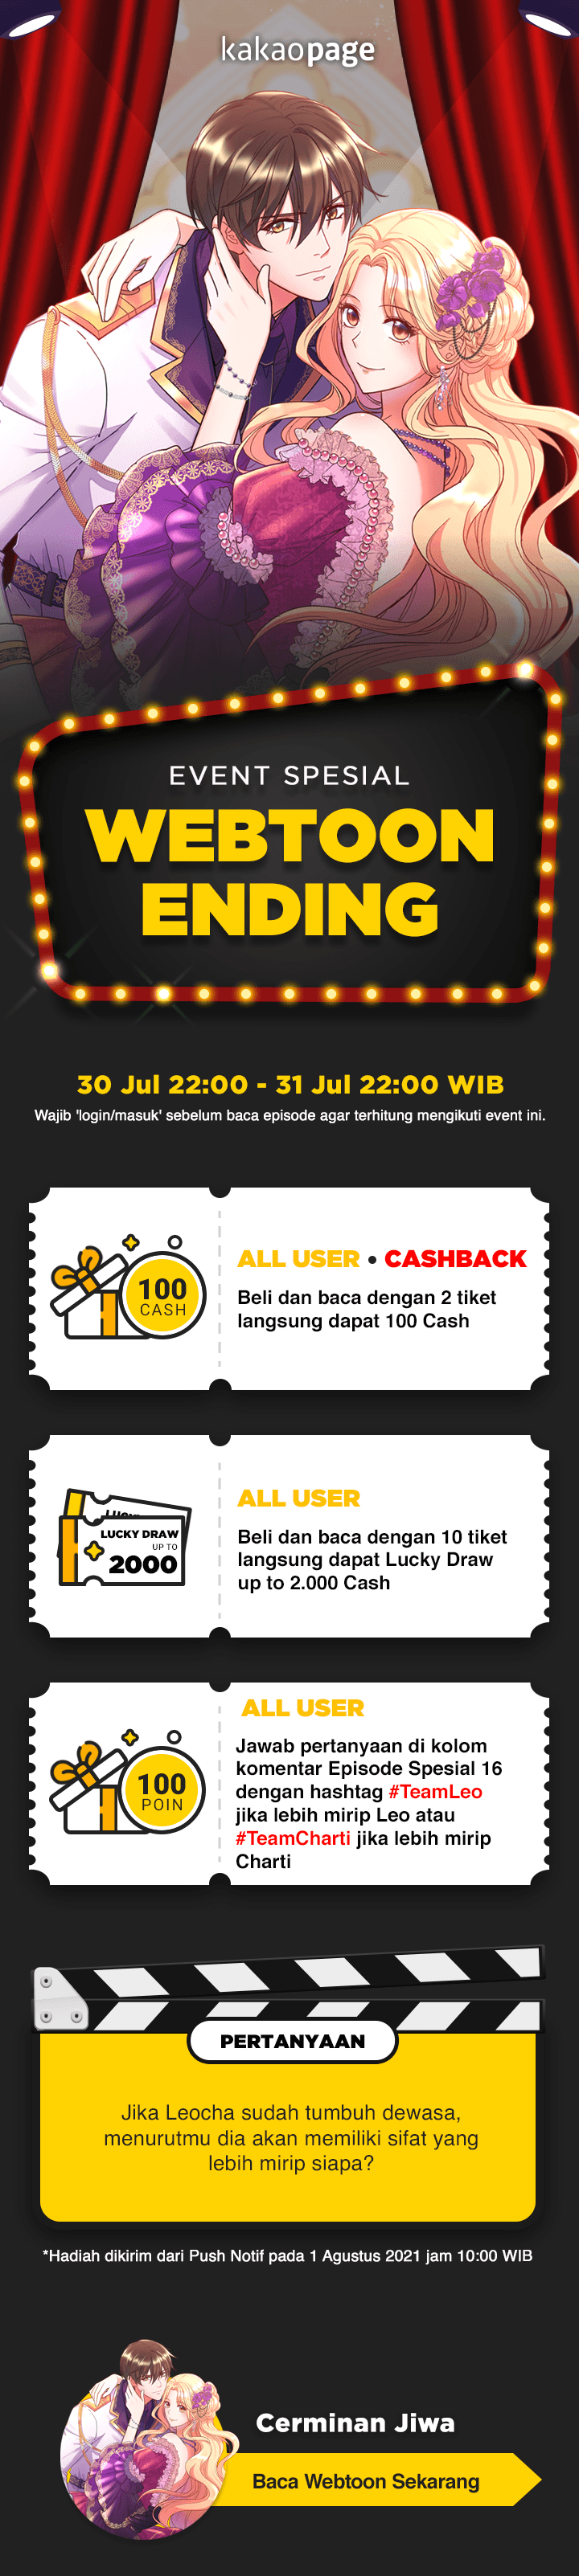 kakaopage
EVENT SPESIAL
WEBTOON
ENDING
30 Jul 22:00 - 31 Jul 22:00 WIB
Wajib 'login/masuk' sebelum baca episode agar terhitung mengikuti event ini.
100
CASH
ALL USER • CASHBACK
Beli dan baca dengan 2 tiket
langsung dapat 100 Cash
LUCKY DRAW
UP TO
2000
ALL USER
Beli dan baca dengan 10 tiket
langsung dapat Lucky Draw
up to 2.000 Cash
100
POIN
ALL USER
Jawab pertanyaan di kolom
komentar Episode Spesial 16
dengan hashtag #TeamLeo
jika lebih mirip Leo atau
#TeamCharti jika lebih mirip
Charti
PERTANYAAN
Jika Leocha sudah tumbuh dewasa,
menurutmu dia akan memiliki sifat yang
lebih mirip siapa?
*Hadiah dikirim dari Push Notif pada 1 Agustus 2021 jam 10:00 WIB
Cerminan Jiwa
Baca Webtoon Sekarang